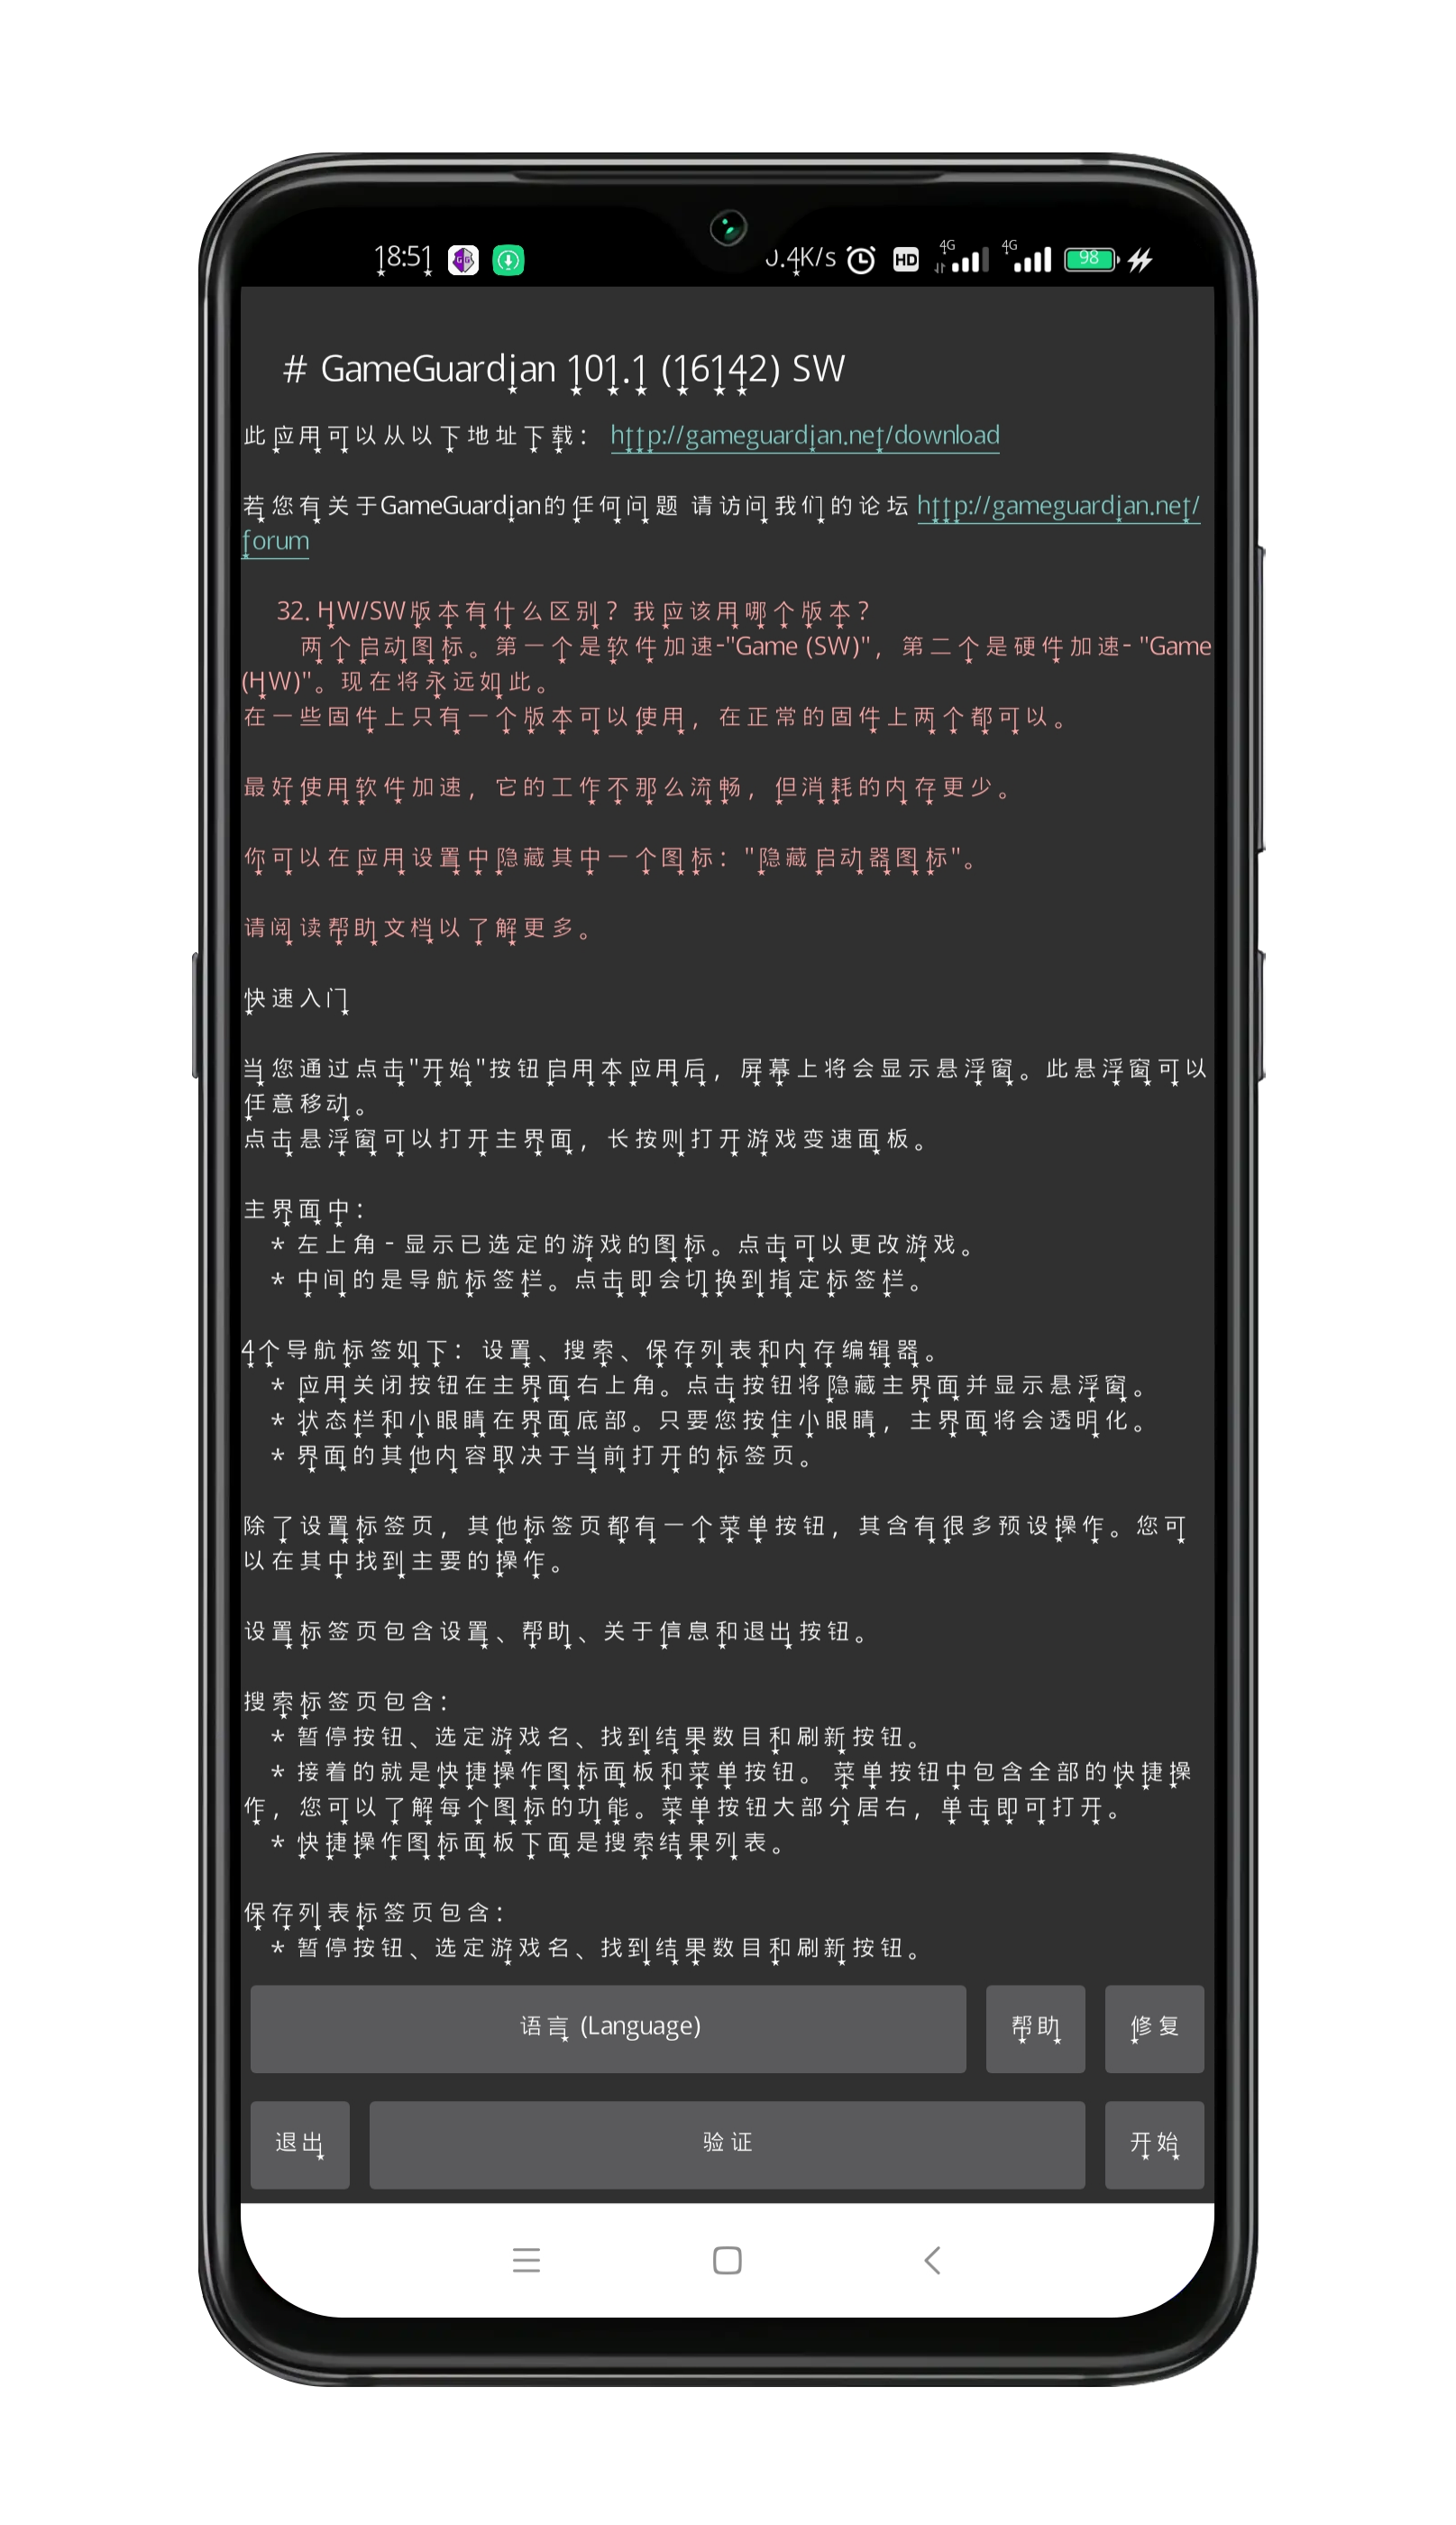 18:51 0.4K/s HD 4G 4G 98
# GameGuardian 101.1 (16142) SW
此应用可以从以下地址下载： http://gameguardian.net/download
若您有关于GameGuardian的任何问题 请访问我们的论坛 http://gameguardian.net/
forum
32. HW/SW版本有什么区别？我应该用哪个版本？
两个启动图标。第一个是软件加速-"Game (SW)"，第二个是硬件加速- "Game
(HW)"。现在将永远如此。
在一些固件上只有一个版本可以使用，在正常的固件上两个都可以。
最好使用软件加速，它的工作不那么流畅，但消耗的内存更少。
你可以在应用设置中隐藏其中一个图标："隐藏启动器图标"。
请阅读帮助文档以了解更多。
快速入门
当您通过点击"开始"按钮启用本应用后，屏幕上将会显示悬浮窗。此悬浮窗可以
任意移动。
点击悬浮窗可以打开主界面，长按则打开游戏变速面板。
主界面中：
* 左上角 - 显示已选定的游戏的图标。点击可以更改游戏。
* 中间的是导航标签栏。点击即会切换到指定标签栏。
4个导航标签如下：设置、搜索、保存列表和内存编辑器。
* 应用关闭按钮在主界面右上角。点击按钮将隐藏主界面并显示悬浮窗。
* 状态栏和小眼睛在界面底部。只要您按住小眼睛，主界面将会透明化。
* 界面的其他内容取决于当前打开的标签页。
除了设置标签页，其他标签页都有一个菜单按钮，其含有很多预设操作。您可
以在其中找到主要的操作。
设置标签页包含设置、帮助、关于信息和退出按钮。
搜索标签页包含：
* 暂停按钮、选定游戏名、找到结果数目和刷新按钮。
* 接着的就是快捷操作图标面板和菜单按钮。 菜单按钮中包含全部的快捷操
作，您可以了解每个图标的功能。菜单按钮大部分居右，单击即可打开。
* 快捷操作图标面板下面是搜索结果列表。
保存列表标签页包含：
* 暂停按钮、选定游戏名、找到结果数目和刷新按钮。
语言 (Language) 帮助 修复
退出 验证 开始